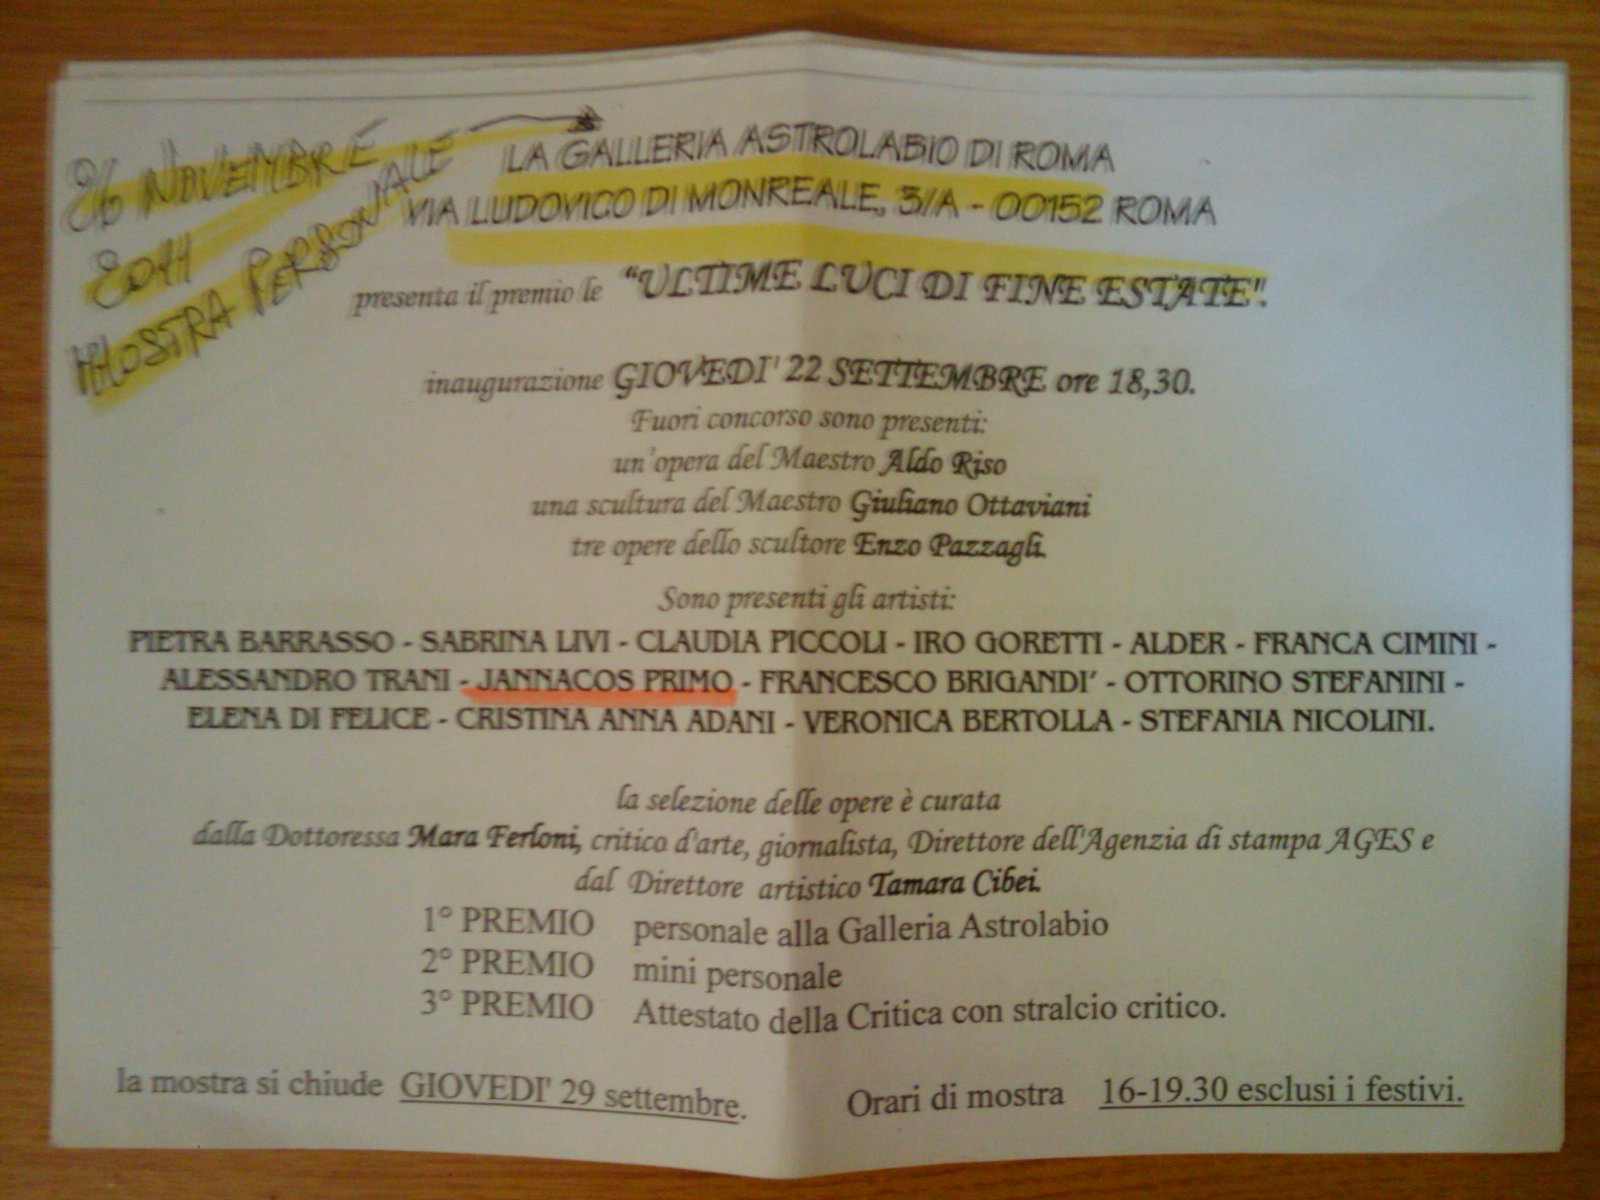 26 NOVEMBRE
2011
MOSTRA PERSONALE
LA GALLERIA ASTROLABIO DI ROMA
VIA LUDOVICO DI MONREALE, 3/A - 00152 ROMA
presenta il premio le "ULTIME LUCI DI FINE ESTATE".
inaugurazione GIOVEDI' 22 SETTEMBRE ore 18,30.
Fuori concorso sono presenti:
un'opera del Maestro Aldo Riso
una scultura del Maestro Giuliano Ottaviani
tre opere dello scultore Enzo Pazzagli.
Sono presenti gli artisti:
PIETRA BARRASSO - SABRINA LIVI - CLAUDIA PICCOLI - IRO GORETTI - ALDER - FRANCA CIMINI -
ALESSANDRO TRANI - JANNACOS PRIMO - FRANCESCO BRIGANDI' - OTTORINO STEFANINI -
ELENA DI FELICE - CRISTINA ANNA ADANI - VERONICA BERTOLLA - STEFANIA NICOLINI.
la selezione delle opere è curata
dalla Dottoressa Mara Ferloni, critico d'arte, giornalista, Direttore dell'Agenzia di stampa AGES e
dal Direttore artistico Tamara Cibei.
1° PREMIO personale alla Galleria Astrolabio
2° PREMIO mini personale
3° PREMIO Attestato della Critica con stralcio critico.
la mostra si chiude GIOVEDI' 29 settembre. Orari di mostra 16-19.30 esclusi i festivi.